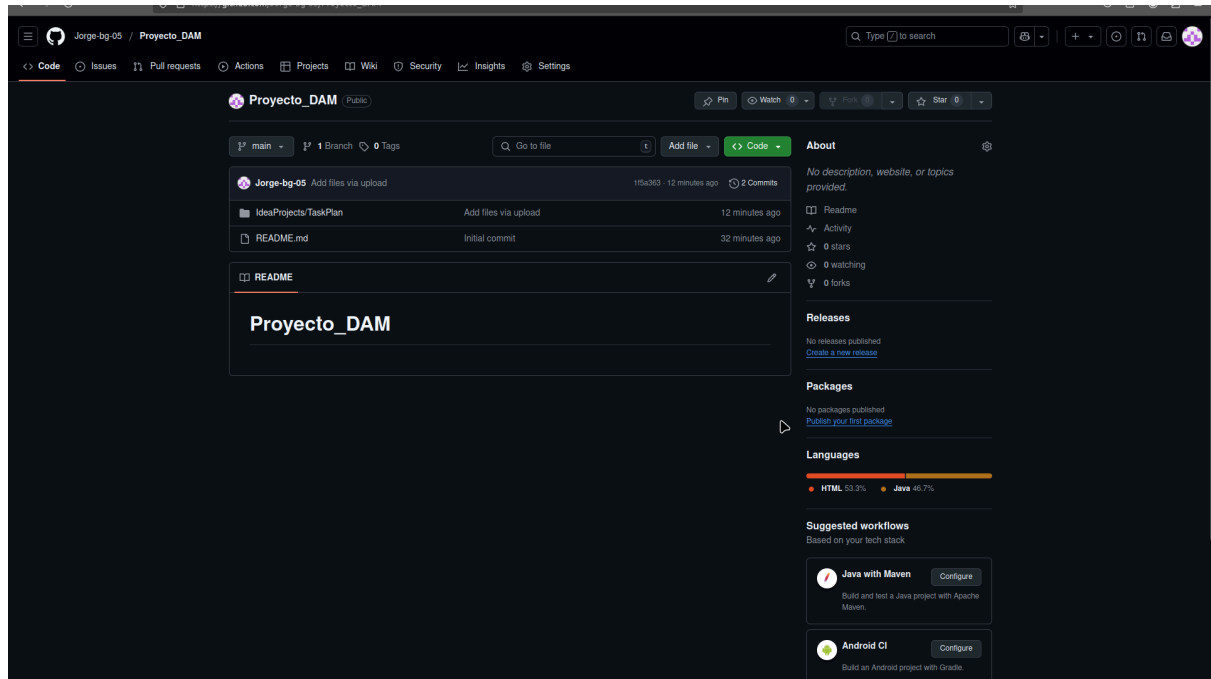 Jorge-bg-05 / Proyecto_DAM
Type / to search
Code Issues Pull requests Actions Projects Wiki Security Insights Settings
Proyecto_DAM Public
Pin Watch 0 Fork 0 Star 0
main 1 Branch 0 Tags Go to file t Add file Code
Jorge-bg-05 Add files via upload 1f5a363 · 12 minutes ago 2 Commits
IdeaProjects/TaskPlan Add files via upload 12 minutes ago
README.md Initial commit 32 minutes ago
README
Proyecto_DAM
About
No description, website, or topics
provided.
Readme
Activity
0 stars
0 watching
0 forks
Releases
No releases published
Create a new release
Packages
No packages published
Publish your first package
Languages
HTML 53.3% Java 46.7%
Suggested workflows
Based on your tech stack
Java with Maven Configure
Build and test a Java project with Apache
Maven.
Android CI Configure
Build an Android project with Gradle.